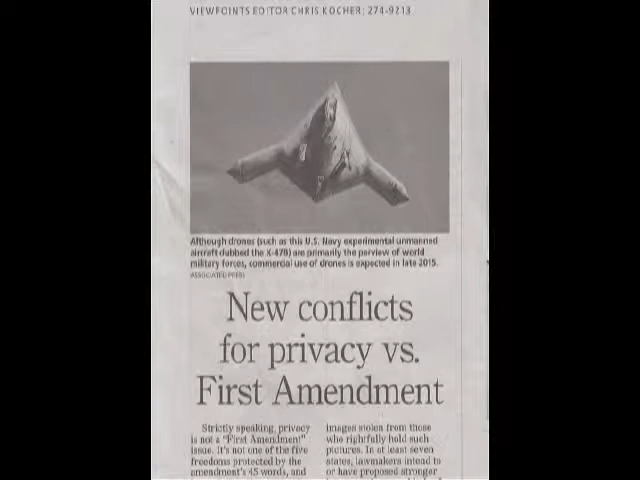 VIEWPOINTS EDITOR CHRIS KOCHER; 274-9213
Although drones (such as this U.S. Navy experimental unmanned
aircraft dubbed the X-47B) are primarily the purview of world
military forces, commercial use of drones is expected in late 2015.
ASSOCIATED PRESS
New conflicts
for privacy vs.
First Amendment
Strictly speaking, privacy
is not a "First Amendment"
issue. It's not one of the five
freedoms protected by the
amendment's 45 words, and
images stolen from those
who rightfully hold such
pictures. In at least seven
states, lawmakers intend to
or have proposed stronger